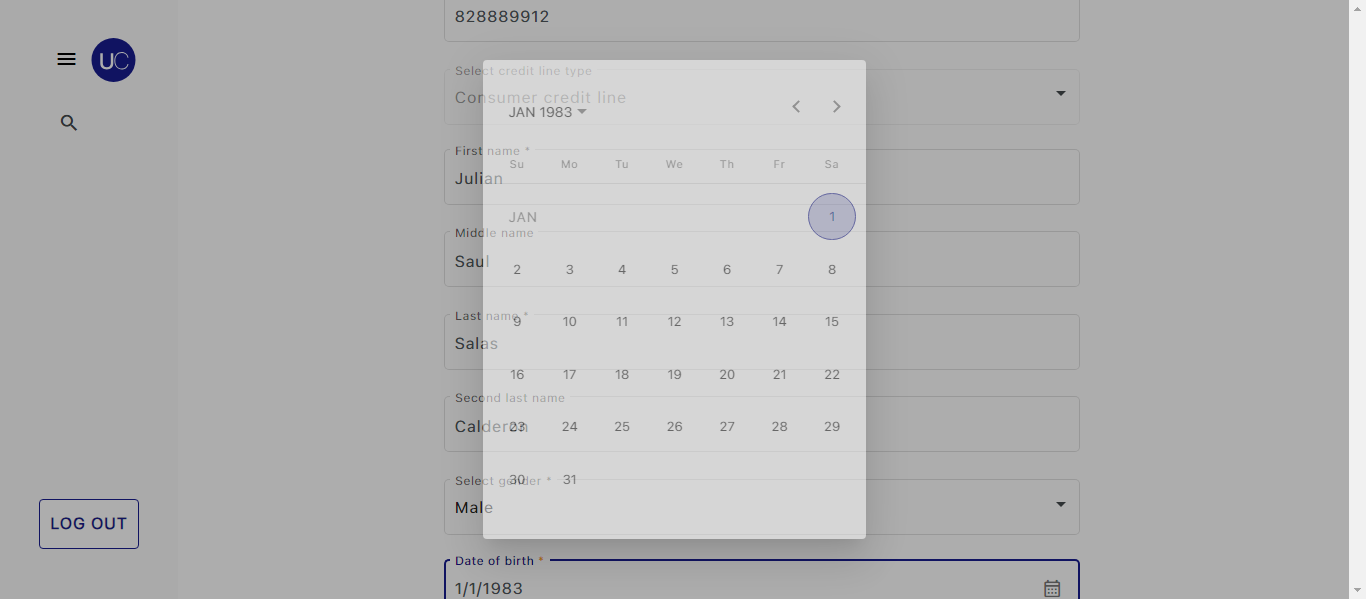 828889912
UC
Select credit line type
Consumer credit line
JAN 1983
First name *
Su Mo Tu We Th Fr Sa
Julian
JAN 1
Middle name
Saul
2 3 4 5 6 7 8
Last name *
9 10 11 12 13 14 15
Salas
16 17 18 19 20 21 22
Second last name
Calderon
23 24 25 26 27 28 29
Select gender *
30 31
Male
LOG OUT
Date of birth *
1/1/1983